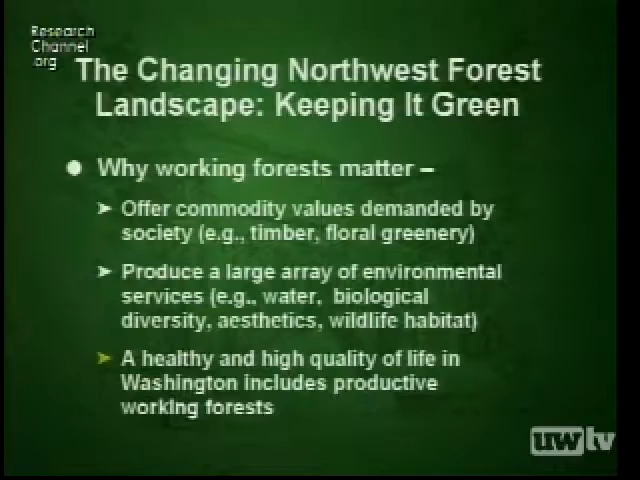 Research
Channel
.org
The Changing Northwest Forest
Landscape: Keeping It Green
Why working forests matter –
Offer commodity values demanded by
society (e.g., timber, floral greenery)
Produce a large array of environmental
services (e.g., water, biological
diversity, aesthetics, wildlife habitat)
A healthy and high quality of life in
Washington includes productive
working forests
uwtv